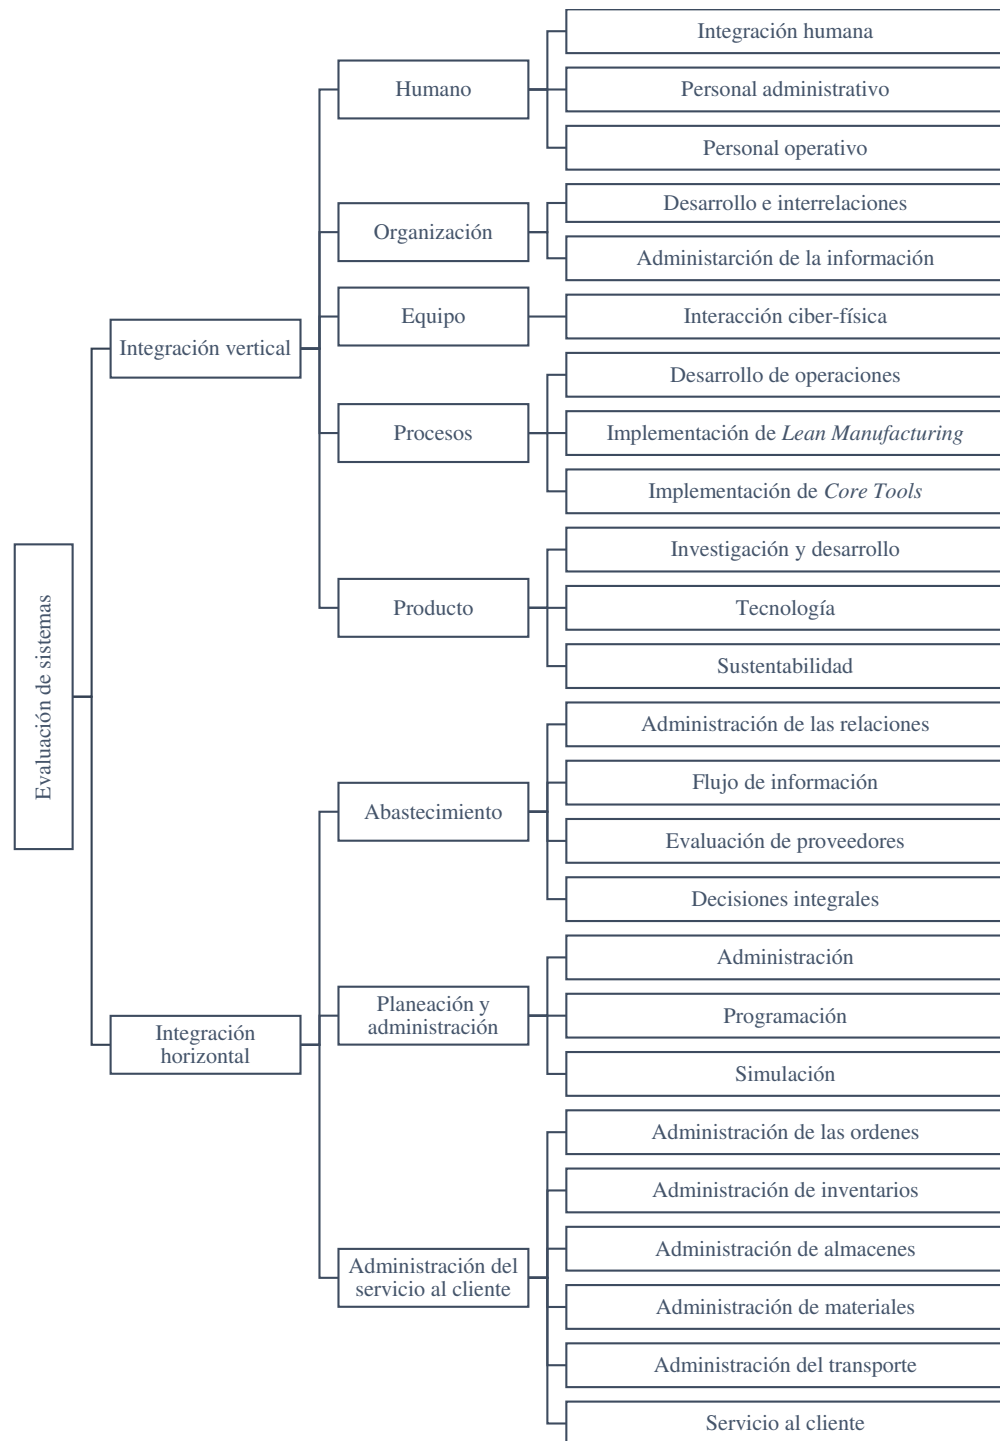 Evaluación de sistemas
Integración vertical
Humano
Integración humana
Personal administrativo
Personal operativo
Organización
Desarrollo e interrelaciones
Administarción de la información
Equipo
Interacción ciber-física
Procesos
Desarrollo de operaciones
Implementación de Lean Manufacturing
Implementación de Core Tools
Producto
Investigación y desarrollo
Tecnología
Sustentabilidad
Integración
horizontal
Abastecimiento
Administración de las relaciones
Flujo de información
Evaluación de proveedores
Decisiones integrales
Planeación y
administración
Administración
Programación
Simulación
Administración del
servicio al cliente
Administración de las ordenes
Administración de inventarios
Administración de almacenes
Administración de materiales
Administración del transporte
Servicio al cliente